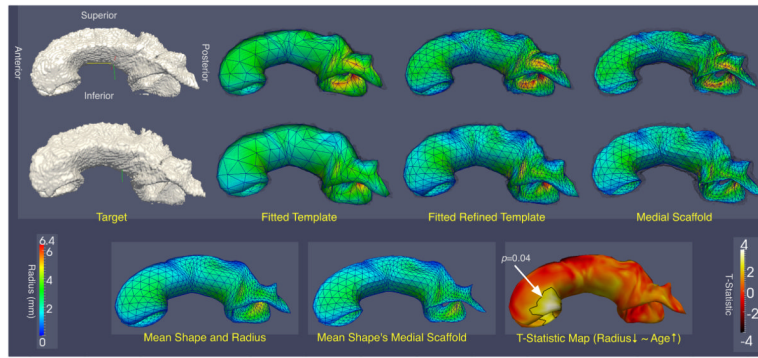 Superior
Anterior
Posterior
Inferior
Target
Fitted Template
Fitted Refined Template
Medial Scaffold
6.4
6
4
2
0
Radius (mm)
Mean Shape and Radius
Mean Shape's Medial Scaffold
p=0.04
T-Statistic Map (Radius↓ ~ Age↑)
T-Statistic
4
2
0
-2
-4